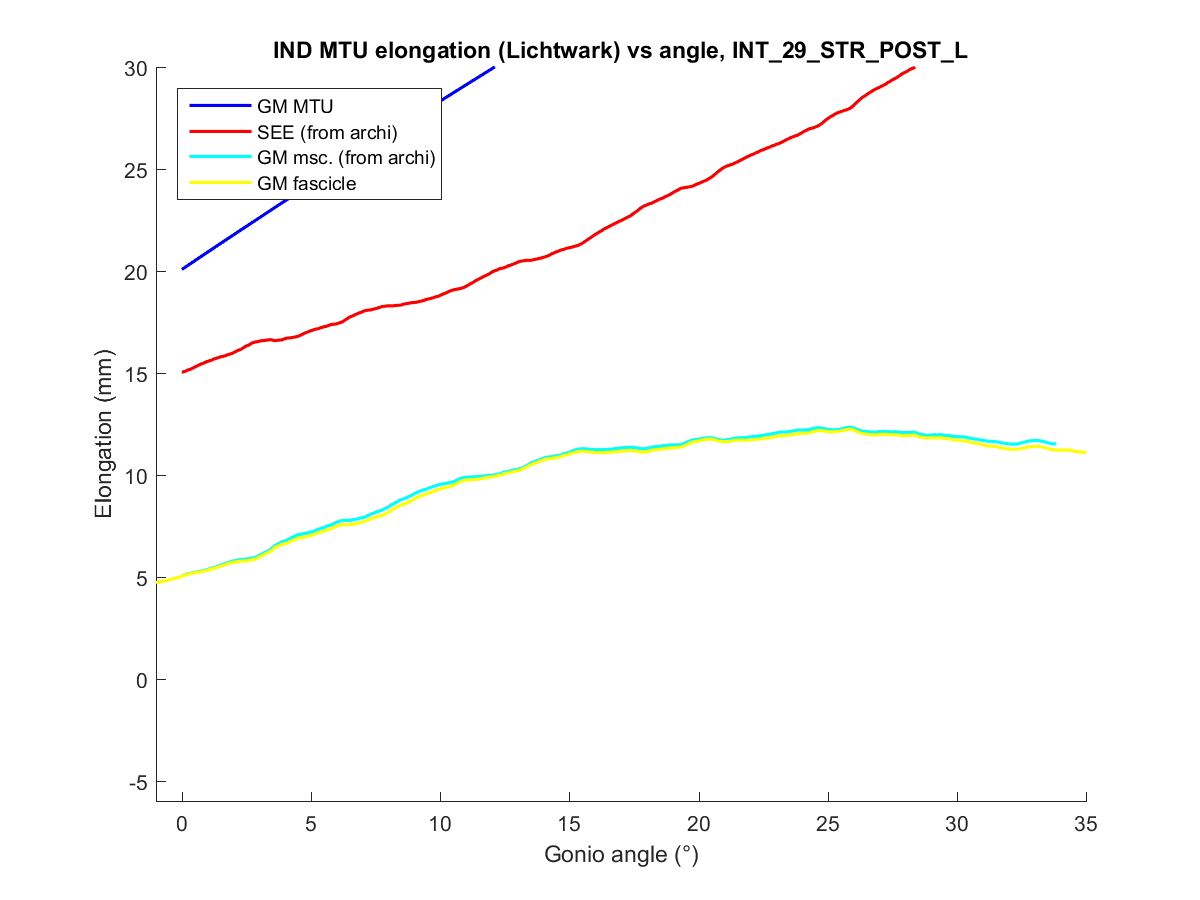 IND MTU elongation (Lichtwark) vs angle, INT_29_STR_POST_L
30
25
20
15
10
5
0
-5
Elongation (mm)
GM MTU
SEE (from archi)
GM msc. (from archi)
GM fascicle
0 5 10 15 20 25 30 35
Gonio angle (°)